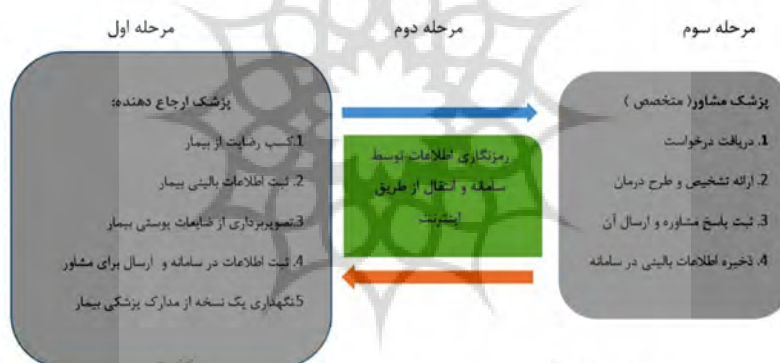 مرحله اول
مرحله دوم
مرحله سوم
پزشک ارجاع دهنده:
1.کسب رضایت از بیمار
2. ثبت اطلاعات بالینی بیمار
3.تصویربرداری از ضایعات پوستی بیمار
4. ثبت اطلاعات در سامانه و ارسال برای مشاور
5.نگهداری یک نسخه از مدارک پزشکی بیمار
رمزنگاری اطلاعات توسط
سامانه و انتقال از طریق
اینترنت
پزشک مشاور( متخصص )
1. دریافت درخواست
2. ارائه تشخیص و طرح درمان
3. ثبت پاسخ مشاوره و ارسال آن
4. ذخیره اطلاعات بالینی در سامانه